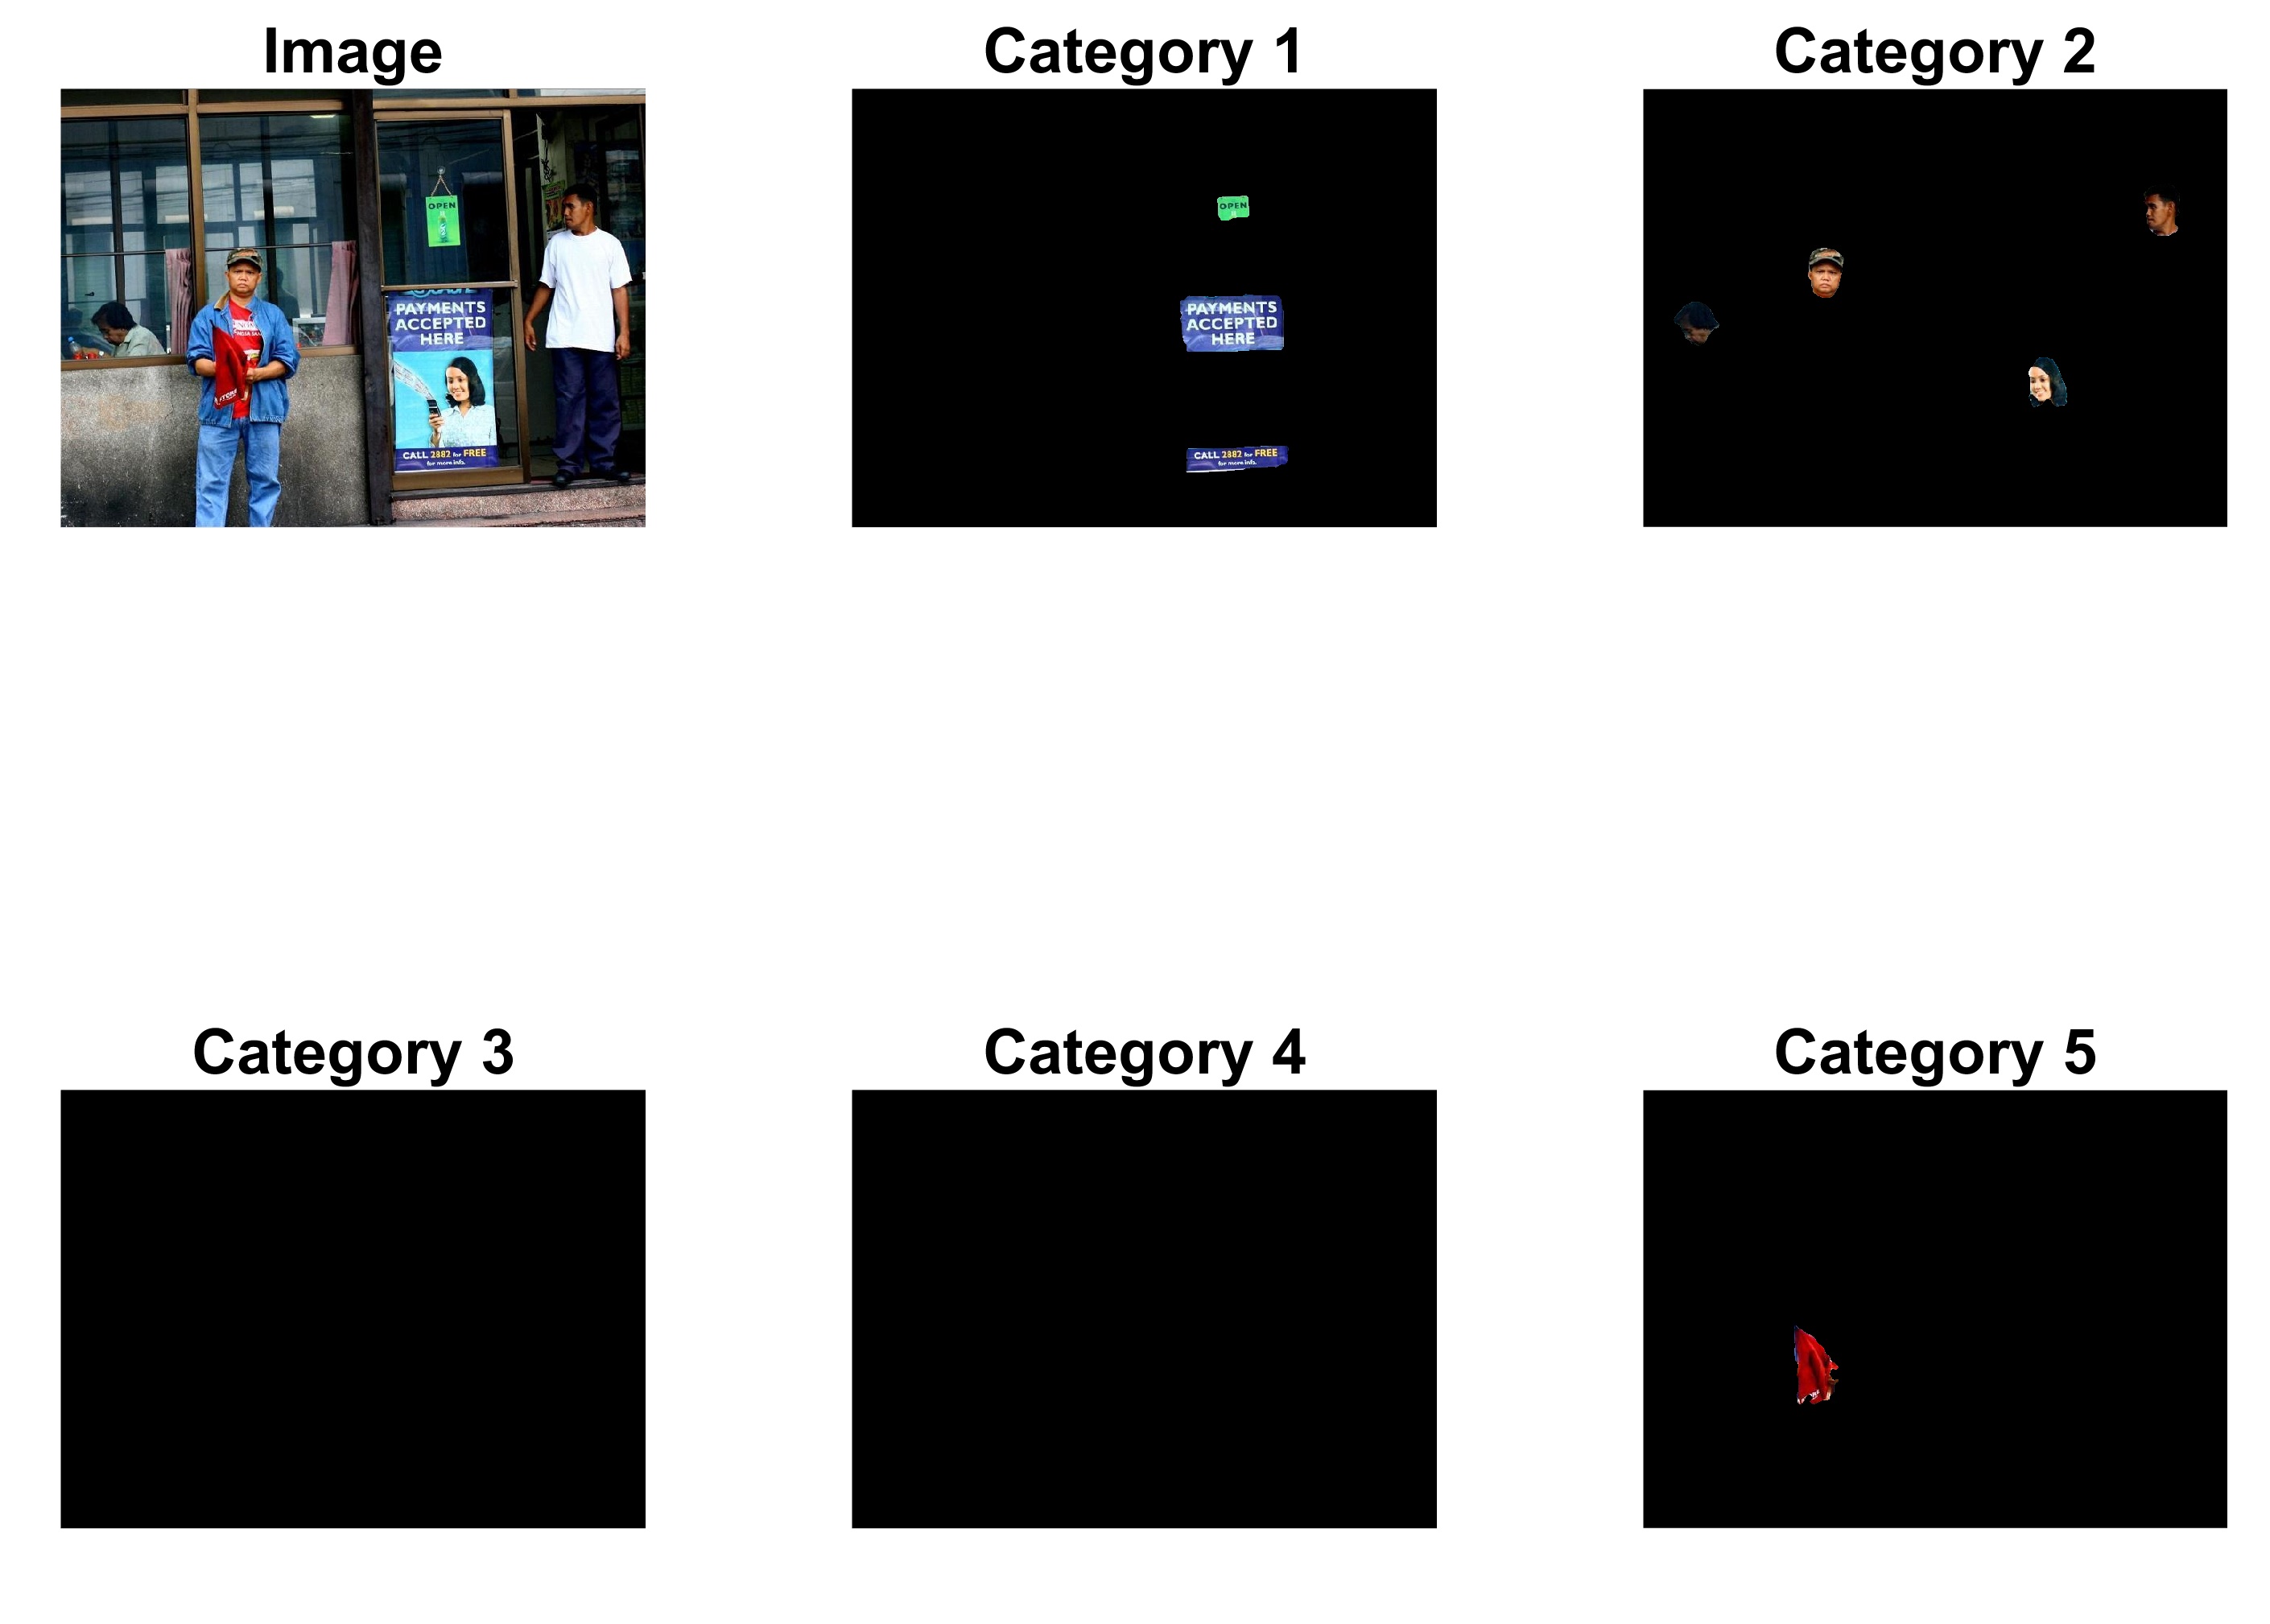 Image
Category 1
Category 2
OPEN
PAYMENTS
ACCEPTED
HERE
CALL 2882 for FREE
for more info.
OPEN
PAYMENTS
ACCEPTED
HERE
CALL 2882 for FREE
for more info.
Category 3
Category 4
Category 5